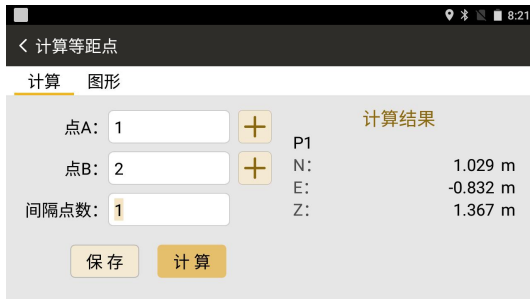 8:21
计算等距点
计算 图形
点A: 1
点B: 2
间隔点数: 1
保存 计算
计算结果
P1
N: 1.029 m
E: -0.832 m
Z: 1.367 m